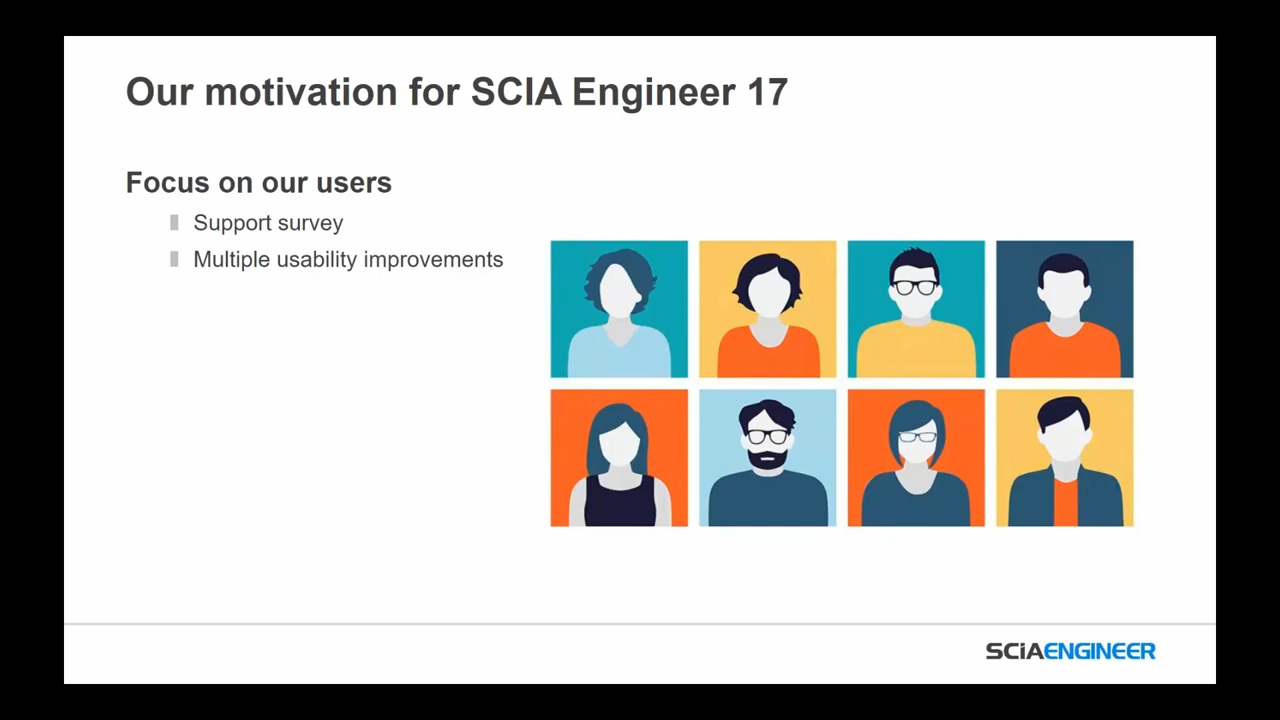 Our motivation for SCIA Engineer 17
Focus on our users
Support survey
Multiple usability improvements
SCiAENGINEER